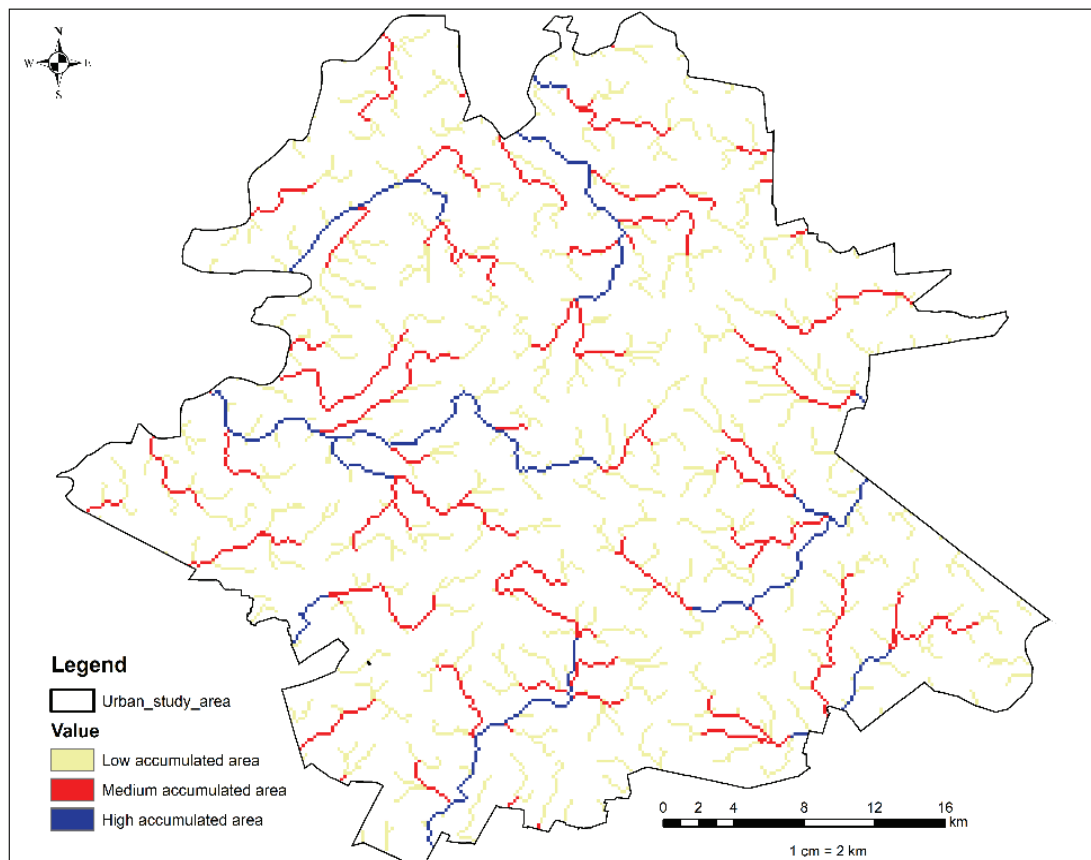 N
W E
S
Legend
Urban_study_area
Value
Low accumulated area
Medium accumulated area
High accumulated area
0 2 4 8 12 16
km
1 cm = 2 km